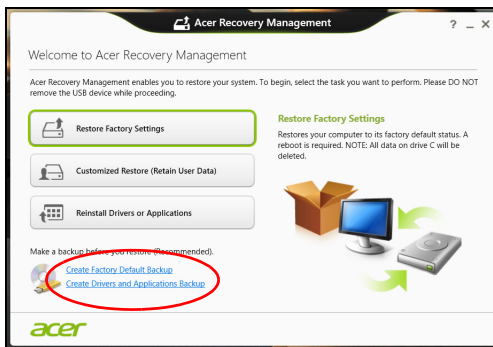 Acer Recovery Management
? _ X
Welcome to Acer Recovery Management
Acer Recovery Management enables you to restore your system. To begin, select the task you want to perform. Please DO NOT
remove the USB device while proceeding.
Restore Factory Settings
Customized Restore (Retain User Data)
Reinstall Drivers or Applications
Restore Factory Settings
Restores your computer to its factory default status. A
reboot is required. NOTE: All data on drive C will be
deleted.
Make a backup before you restore (Recommended).
Create Factory Default Backup
Create Drivers and Applications Backup
acer